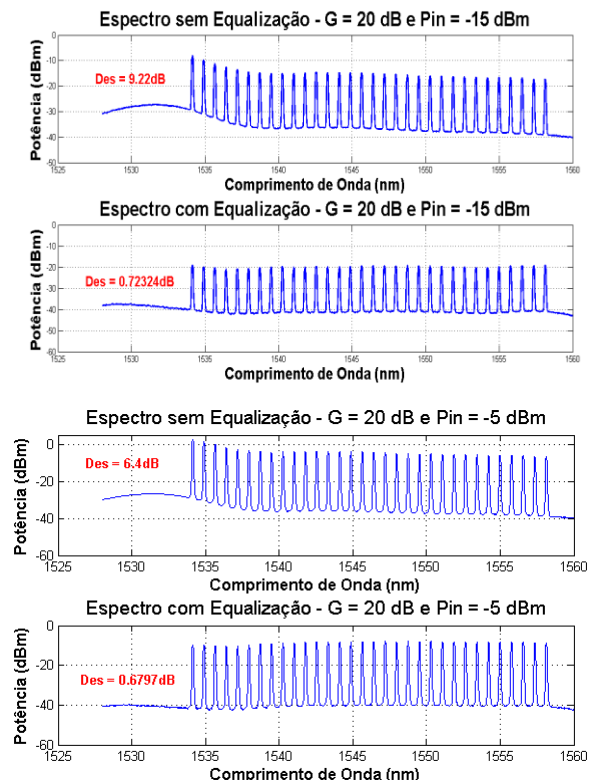 Espectro sem Equalização - G = 20 dB e Pin = -15 dBm
Potência (dBm)
0
-10
-20
-30
-40
-50
Des = 9.22dB
1525 1530 1535 1540 1545 1550 1555 1560
Comprimento de Onda (nm)
Espectro com Equalização - G = 20 dB e Pin = -15 dBm
Potência (dBm)
0
-10
-20
-30
-40
-50
-60
Des = 0.72324dB
1525 1530 1535 1540 1545 1550 1555 1560
Comprimento de Onda (nm)
Espectro sem Equalização - G = 20 dB e Pin = -5 dBm
Potência (dBm)
0
-20
-40
-60
Des = 6.4dB
1525 1530 1535 1540 1545 1550 1555 1560
Comprimento de Onda (nm)
Espectro com Equalização - G = 20 dB e Pin = -5 dBm
Potência (dBm)
0
-20
-40
-60
Des = 0.6797dB
1525 1530 1535 1540 1545 1550 1555 1560
Comprimento de Onda (nm)